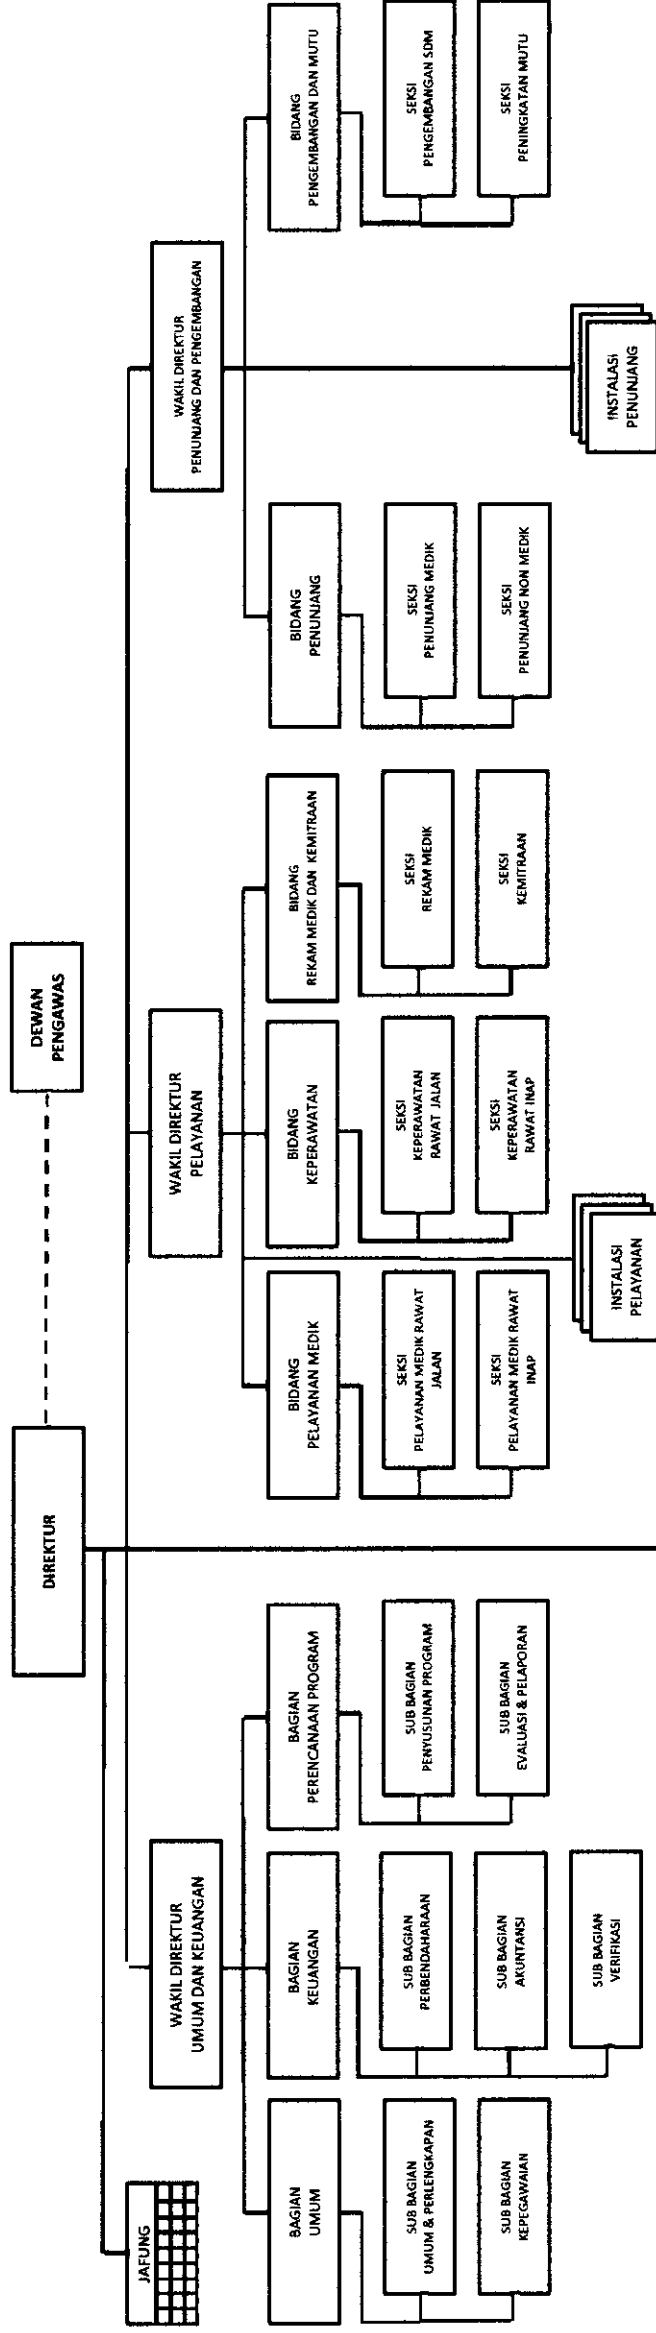 DIREKTUR
DEWAN
PENGAWAS
JAFUNG
WAKIL DIREKTUR
UMUM DAN KEUANGAN
WAKIL DIREKTUR
PELAYANAN
WAKIL DIREKTUR
PENUNJANG DAN PENGEMBANGAN
BAGIAN
UMUM
BAGIAN
KEUANGAN
BAGIAN
PERENCANAAN PROGRAM
BIDANG
PELAYANAN MEDIK
BIDANG
KEPERAWATAN
BIDANG
REKAM MEDIK DAN KEMITRAAN
BIDANG
PENUNJANG
BIDANG
PENGEMBANGAN DAN MUTU
SUB BAGIAN
UMUM & PERLENGKAPAN
SUB BAGIAN
PERBENDAHARAAN
SUB BAGIAN
PENYUSUNAN PROGRAM
SEKSI
PELAYANAN MEDIK RAWAT
JALAN
SEKSI
KEPERAWATAN
RAWAT JALAN
SEKSI
REKAM MEDIK
SEKSI
PENUNJANG MEDIK
SEKSI
PENGEMBANGAN SDM
SUB BAGIAN
KEPEGAWAIAN
SUB BAGIAN
AKUNTANSI
SUB BAGIAN
EVALUASI & PELAPORAN
SEKSI
PELAYANAN MEDIK RAWAT
INAP
SEKSI
KEPERAWATAN
RAWAT INAP
SEKSI
KEMITRAAN
SEKSI
PENUNJANG NON MEDIK
SEKSI
PENINGKATAN MUTU
SUB BAGIAN
VERIFIKASI
INSTALASI
PELAYANAN
INSTALASI
PENUNJANG